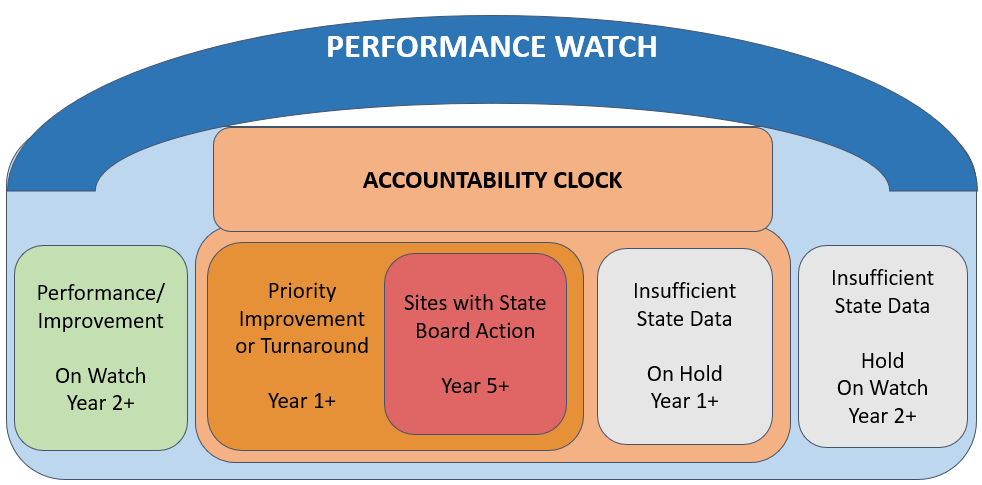 PERFORMANCE WATCH
ACCOUNTABILITY CLOCK
Performance/
Improvement
On Watch
Year 2+
Priority
Improvement
or Turnaround
Year 1+
Sites with State
Board Action
Year 5+
Insufficient
State Data
On Hold
Year 1+
Insufficient
State Data
Hold
On Watch
Year 2+